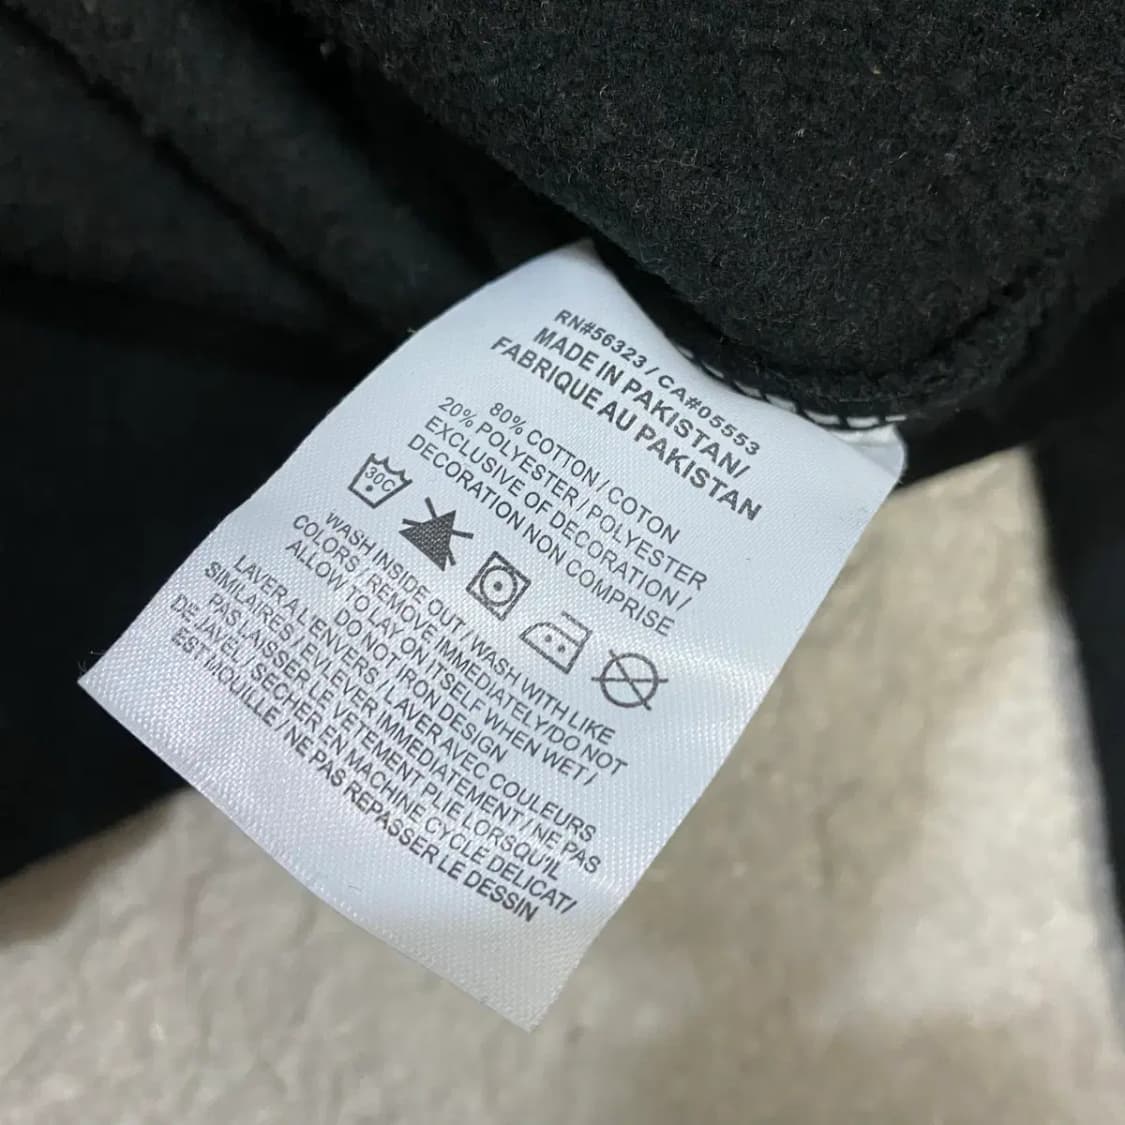 RN#56323 / CA#05553
MADE IN PAKISTAN/
FABRIQUE AU PAKISTAN
80% COTTON / COTON
20% POLYESTER / POLYESTER
EXCLUSIVE OF DECORATION /
DECORATION NON COMPRISE
30C
WASH INSIDE OUT / WASH WITH LIKE
COLORS / REMOVE IMMEDIATELY/DO NOT
ALLOW TO LAY ON ITSELF WHEN WET /
DO NOT IRON DESIGN
LAVER A L'ENVERS / LAVER AVEC COULEURS
SIMILAIRES / EVLEVER IMMEDIATEMENT / NE PAS
PAS LAISSER LE VETEMENT PLIE LORSQU'IL
DE JAVEL / SECHER EN MACHINE CYCLE DELICAT/
EST MOUILLE / NE PAS REPASSER LE DESSIN